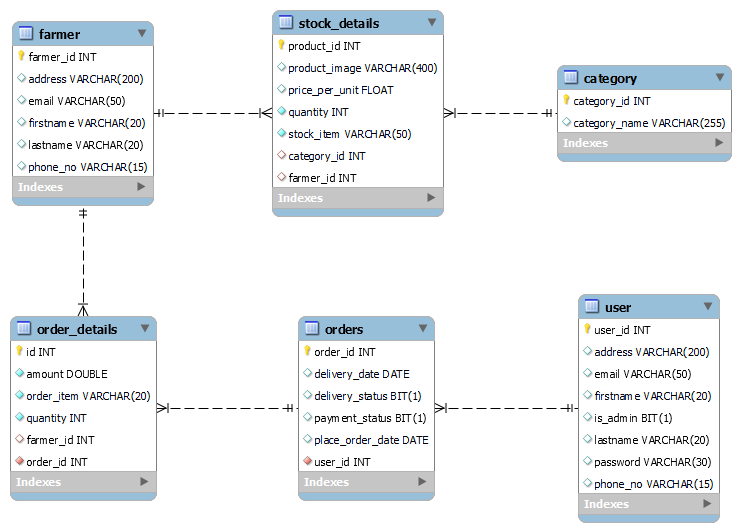 farmer
farmer_id INT
address VARCHAR(200)
email VARCHAR(50)
firstname VARCHAR(20)
lastname VARCHAR(20)
phone_no VARCHAR(15)
Indexes
stock_details
product_id INT
product_image VARCHAR(400)
price_per_unit FLOAT
quantity INT
stock_item VARCHAR(50)
category_id INT
farmer_id INT
Indexes
category
category_id INT
category_name VARCHAR(255)
Indexes
order_details
id INT
amount DOUBLE
order_item VARCHAR(20)
quantity INT
farmer_id INT
order_id INT
Indexes
orders
order_id INT
delivery_date DATE
delivery_status BIT(1)
payment_status BIT(1)
place_order_date DATE
user_id INT
Indexes
user
user_id INT
address VARCHAR(200)
email VARCHAR(50)
firstname VARCHAR(20)
is_admin BIT(1)
lastname VARCHAR(20)
password VARCHAR(30)
phone_no VARCHAR(15)
Indexes